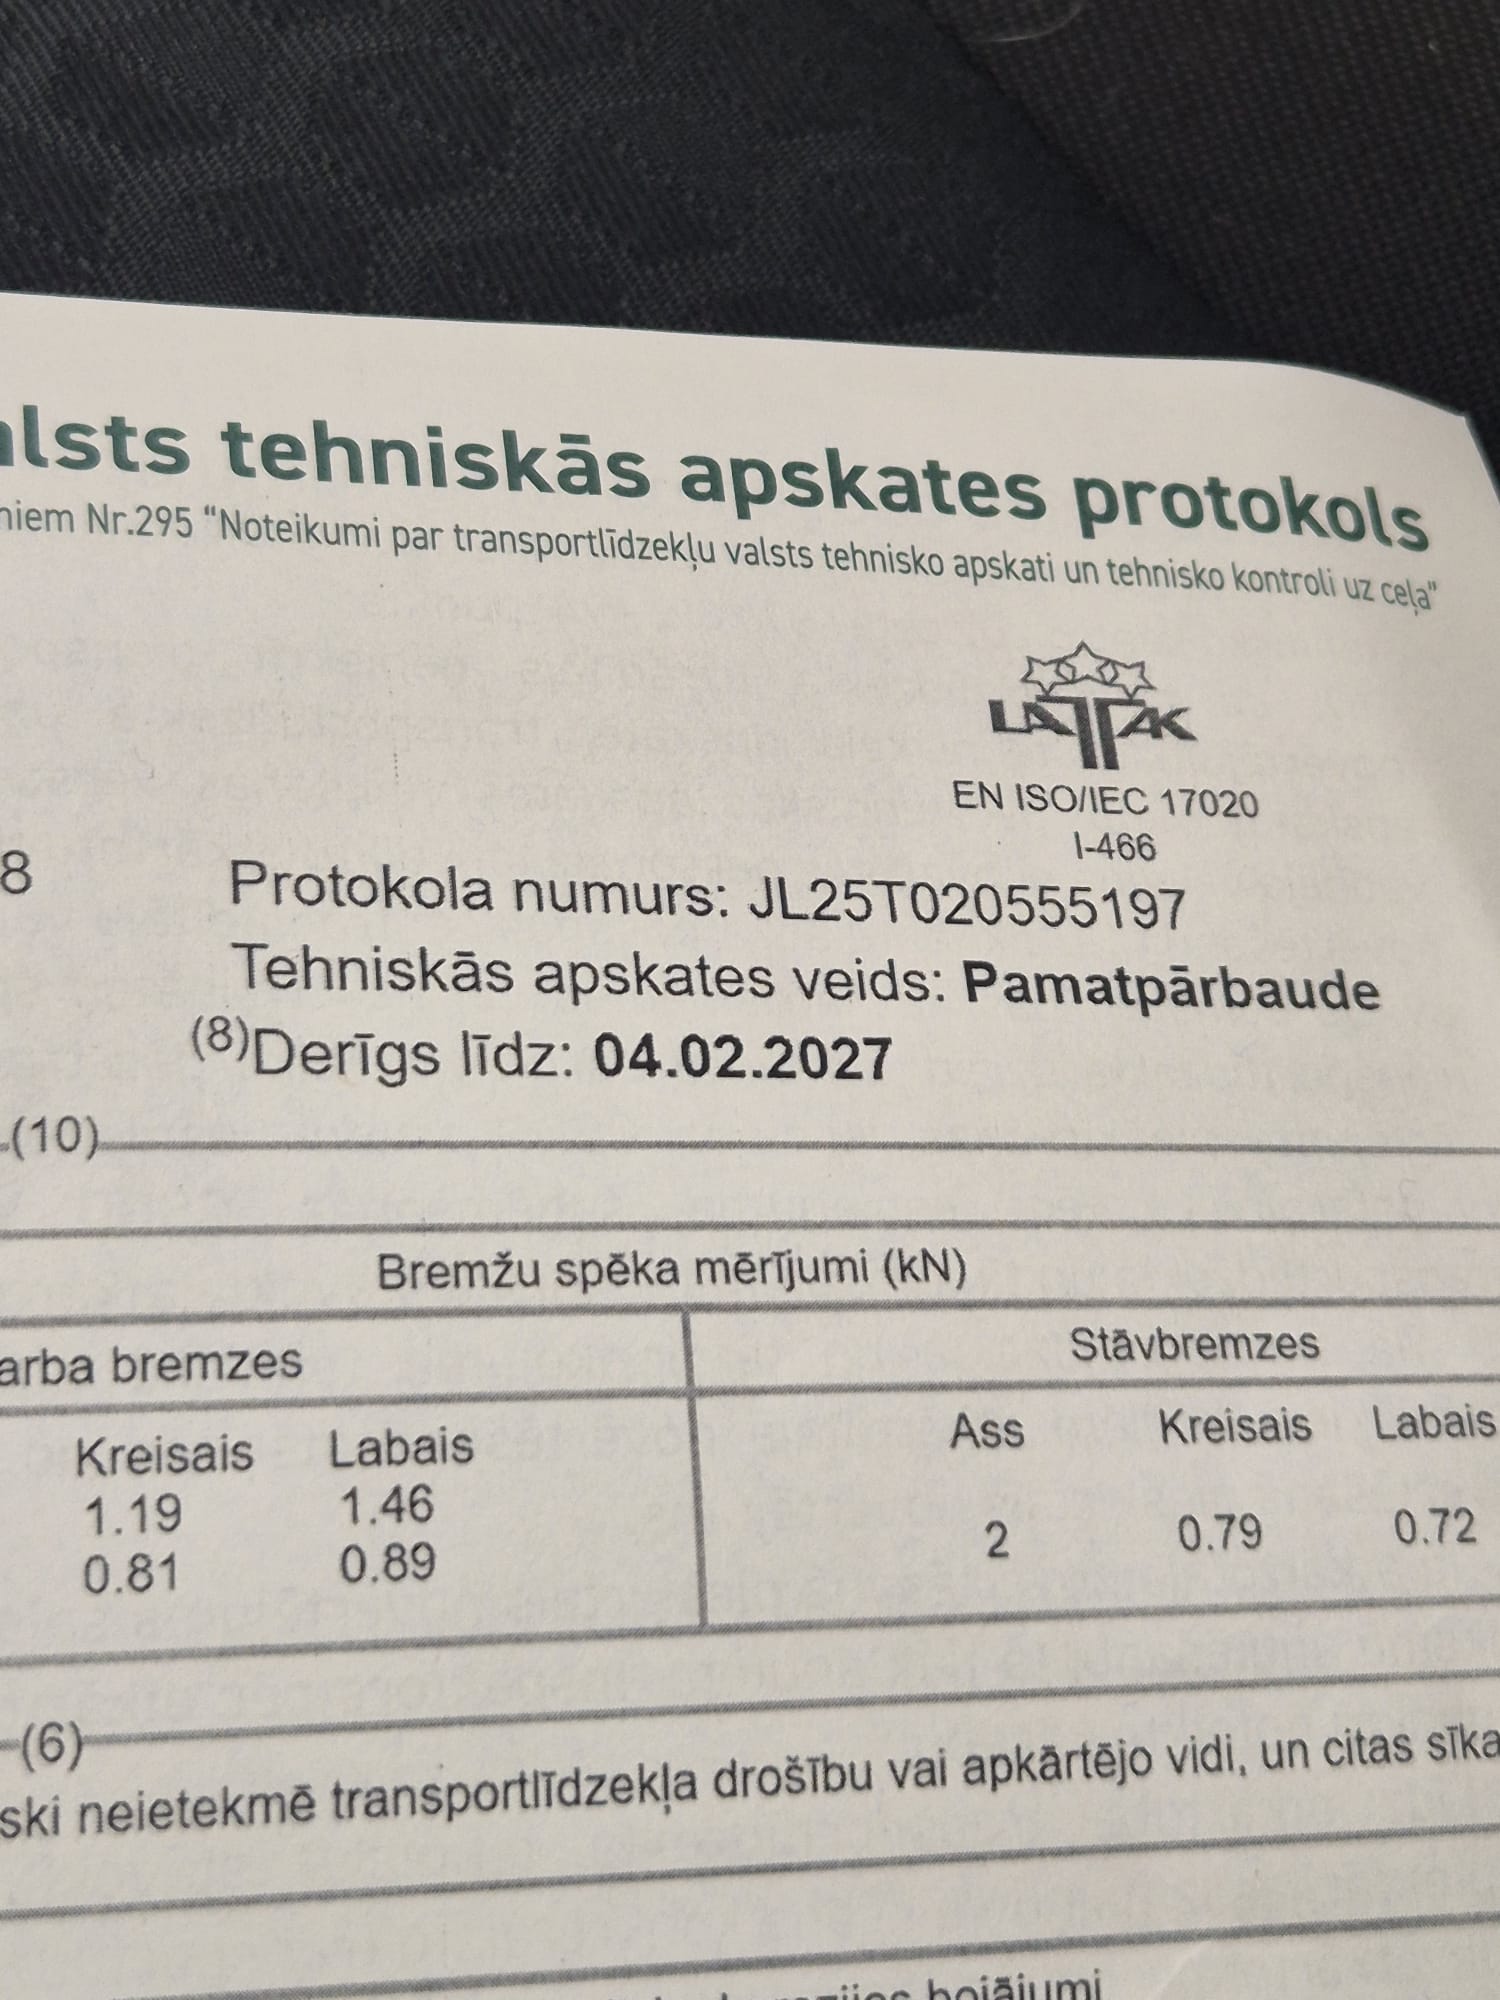 alsts tehniskās apskates protokols
niem Nr.295 “Noteikumi par transportlīdzekļu valsts tehnisko apskati un tehnisko kontroli uz ceļa”
LATAK
EN ISO/IEC 17020
I-466
8 Protokola numurs: JL25T020555197
Tehniskās apskates veids: Pamatpārbaude
(8)Derīgs līdz: 04.02.2027
(10)
Bremžu spēka mērījumi (kN)
arba bremzes Stāvbremzes
Kreisais Labais Ass Kreisais Labais
1.19 1.46
0.81 0.89 2 0.79 0.72
(6)
ski neietekmē transportlīdzekļa drošību vai apkārtējo vidi, un citas sīka
bojājumi